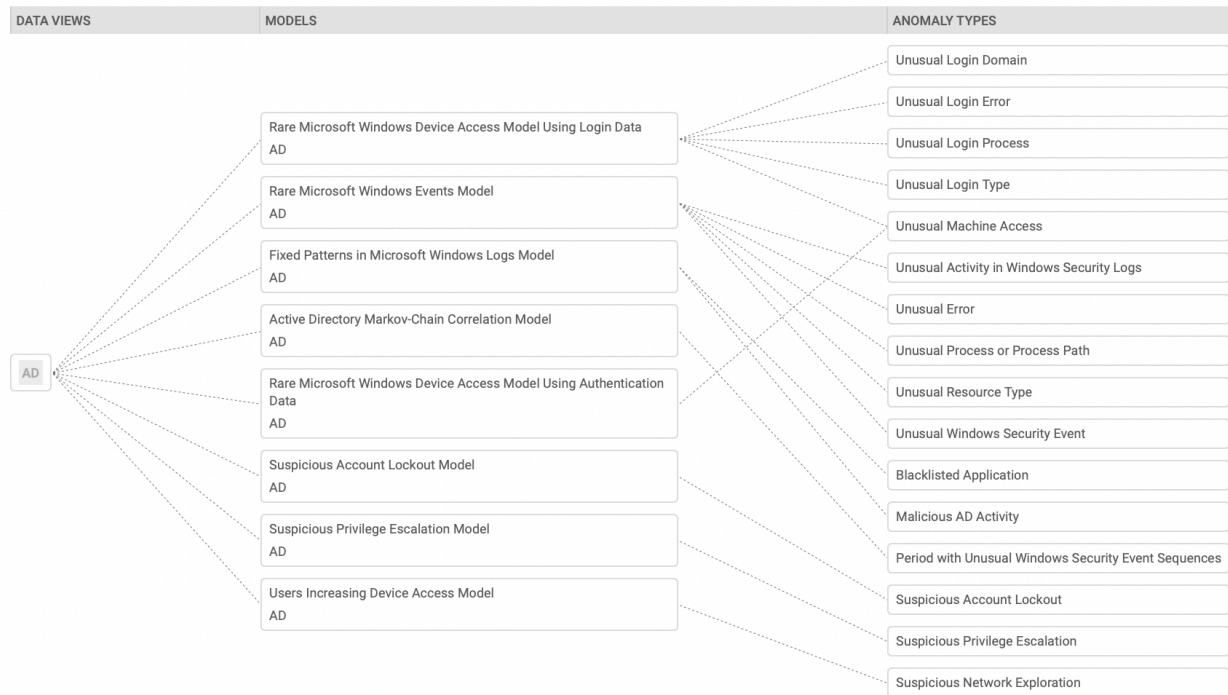 DATA VIEWS
MODELS
ANOMALY TYPES
AD
Rare Microsoft Windows Device Access Model Using Login Data
AD
Rare Microsoft Windows Events Model
AD
Fixed Patterns in Microsoft Windows Logs Model
AD
Active Directory Markov-Chain Correlation Model
AD
Rare Microsoft Windows Device Access Model Using Authentication
Data
AD
Suspicious Account Lockout Model
AD
Suspicious Privilege Escalation Model
AD
Users Increasing Device Access Model
AD
Unusual Login Domain
Unusual Login Error
Unusual Login Process
Unusual Login Type
Unusual Machine Access
Unusual Activity in Windows Security Logs
Unusual Error
Unusual Process or Process Path
Unusual Resource Type
Unusual Windows Security Event
Blacklisted Application
Malicious AD Activity
Period with Unusual Windows Security Event Sequences
Suspicious Account Lockout
Suspicious Privilege Escalation
Suspicious Network Exploration